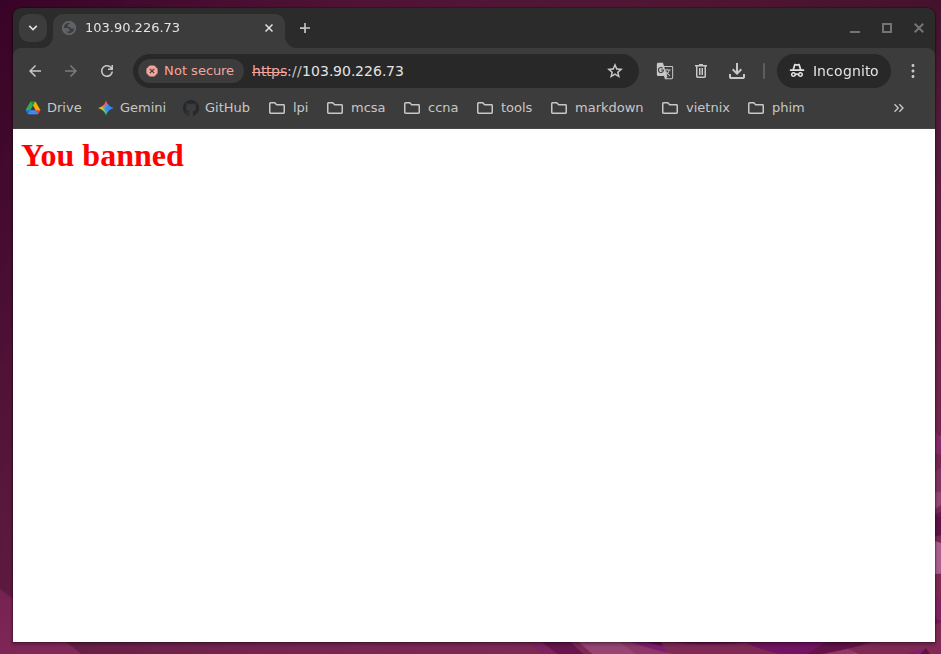 103.90.226.73
Not secure https://103.90.226.73 Incognito
Drive Gemini GitHub lpi mcsa ccna tools markdown vietnix phim
You banned